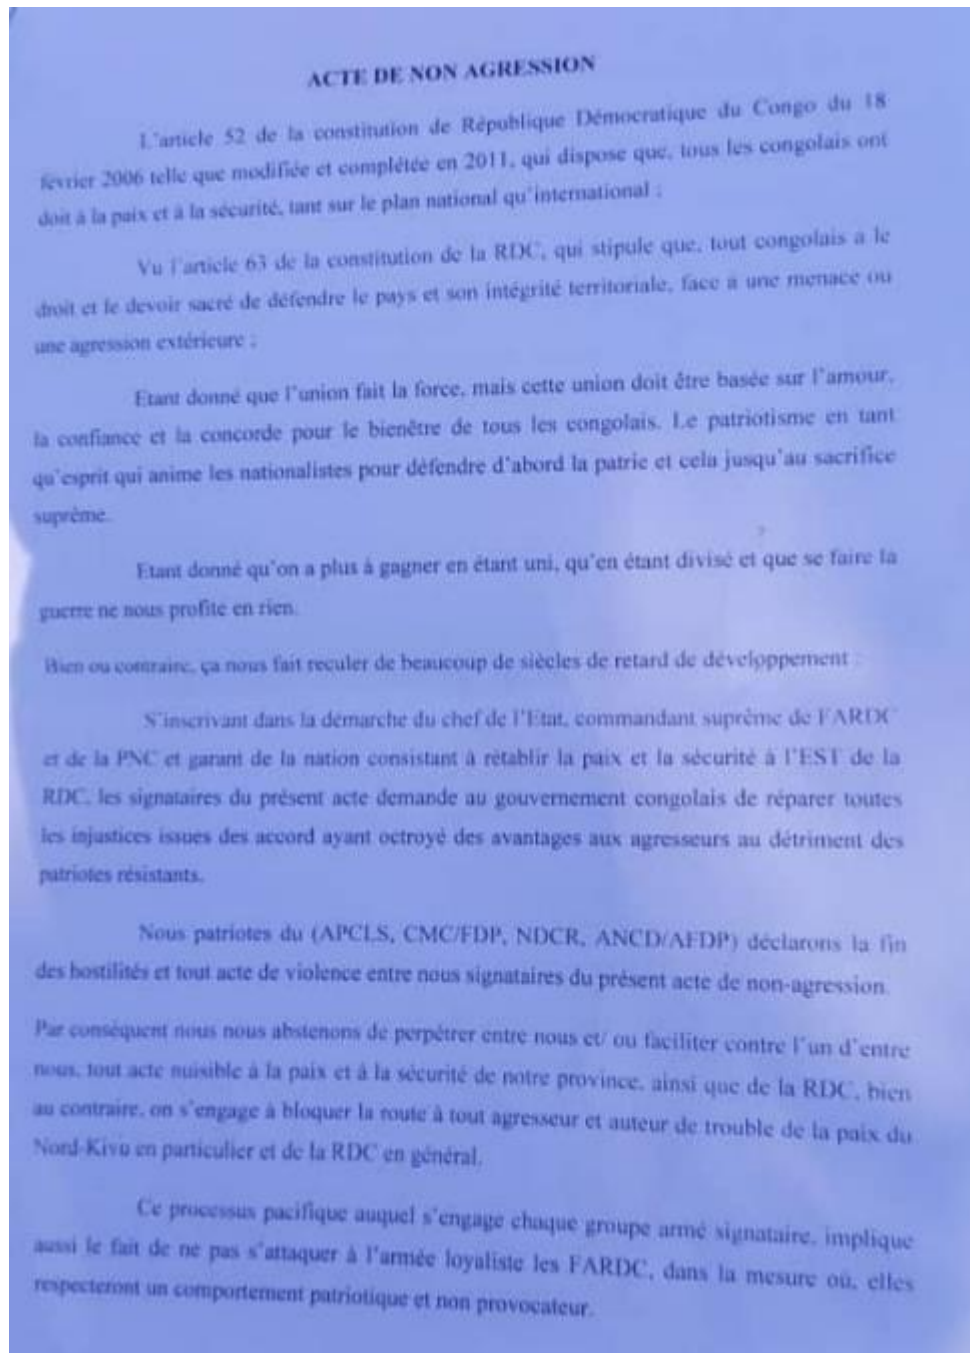 ACTE DE NON AGRESSION
L'article 52 de la constitution de République Démocratique du Congo du 18
février 2006 telle que modifiée et complétée en 2011, qui dispose que, tous les congolais ont
doit à la paix et à la sécurité, tant sur le plan national qu'international ;
Vu l'article 63 de la constitution de la RDC, qui stipule que, tout congolais a le
droit et le devoir sacré de défendre le pays et son intégrité territoriale, face a une menace ou
une agression extérieure ;
Etant donné que l'union fait la force, mais cette union doit être basée sur l'amour,
la confiance et la concorde pour le bienêtre de tous les congolais. Le patriotisme en tant
qu'esprit qui anime les nationalistes pour défendre d'abord la patrie et cela jusqu'au sacrifice
suprême.
Etant donné qu'on a plus à gagner en étant uni, qu'en étant divisé et que se faire la
guerre ne nous profite en rien.
Bien ou contraire, ça nous fait reculer de beaucoup de siècles de retard de développement :
S'inscrivant dans la démarche du chef de l'Etat, commandant suprême de FARDC
et de la PNC et garant de la nation consistant à rétablir la paix et la sécurité à l'EST de la
RDC, les signataires du présent acte demande au gouvernement congolais de réparer toutes
les injustices issues des accord ayant octroyé des avantages aux agresseurs au détriment des
patriotes résistants.
Nous patriotes du (APCLS, CMC/FDP, NDCR, ANCD/AFDP) déclarons la fin
des hostilités et tout acte de violence entre nous signataires du présent acte de non-agression.
Par conséquent nous nous abstenons de perpétrer entre nous et/ ou faciliter contre l'un d'entre
nous, tout acte nuisible à la paix et à la sécurité de notre province, ainsi que de la RDC, bien
au contraire, on s'engage à bloquer la route à tout agresseur et auteur de trouble de la paix du
Nord-Kivu en particulier et de la RDC en général.
Ce processus pacifique auquel s'engage chaque groupe armé signataire, implique
aussi le fait de ne pas s'attaquer à l'armée loyaliste les FARDC, dans la mesure où, elles
respecteront un comportement patriotique et non provocateur.